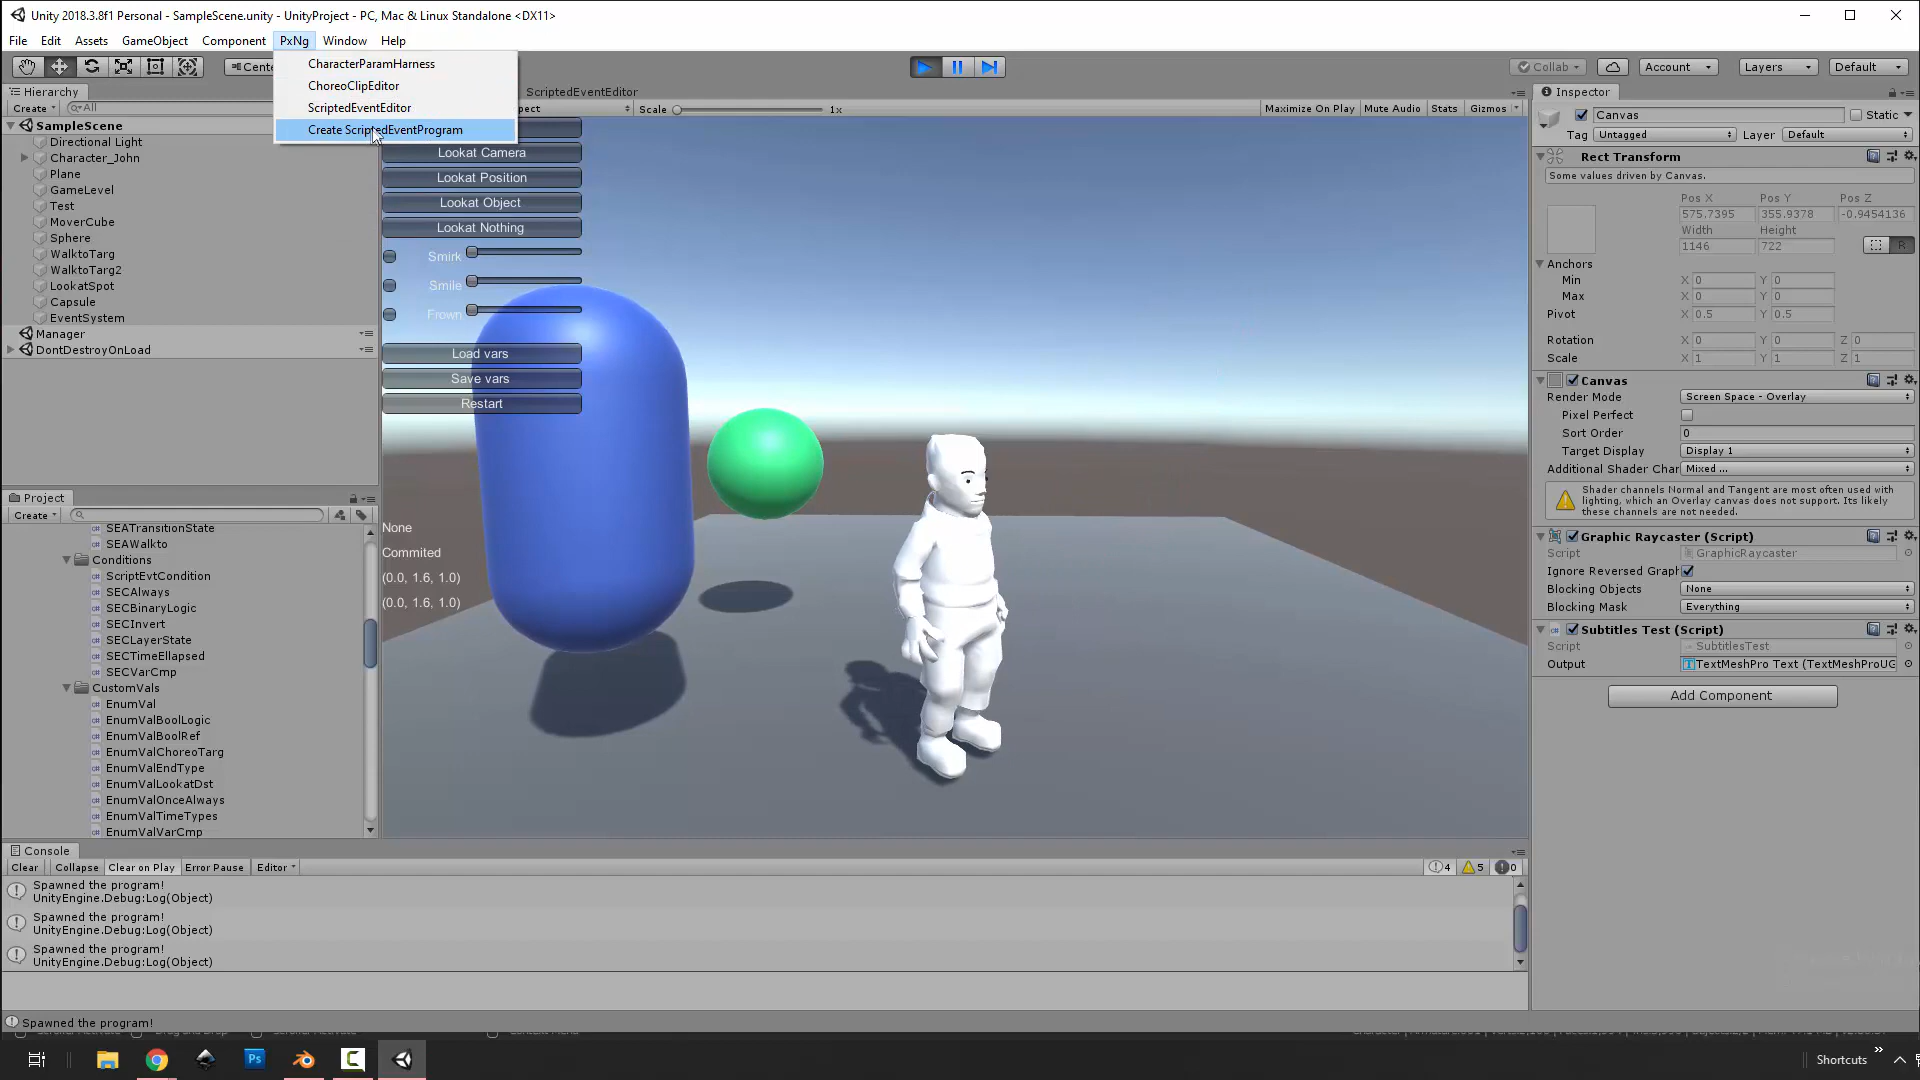 Unity 2018.3.8f1 Personal - SampleScene.unity - UnityProject - PC, Mac & Linux Standalone <DX11>
File Edit Assets GameObject Component PxNg Window Help
Cente
Collab Account Layers Default
CharacterParamHarness
ChoreoClipEditor
ScriptedEventEditor
Create ScriptedEventProgram
Hierarchy
ScriptedEventEditor
Create All
pect Scale 1x Maximize On Play Mute Audio Stats Gizmos
SampleScene
Directional Light
Character_John
Plane
GameLevel
Test
MoverCube
Sphere
WalktoTarg
WalktoTarg2
LookatSpot
Capsule
EventSystem
Manager
DontDestroyOnLoad
Lookat Camera
Lookat Position
Lookat Object
Lookat Nothing
Smirk
Smile
Frown
Load vars
Save vars
Restart
None
Commited
(0.0, 1.6, 1.0)
(0.0, 1.6, 1.0)
Project
Create
SEATransitionState
SEAWalkto
Conditions
ScriptEvtCondition
SECAlways
SECBinaryLogic
SECInvert
SECLayerState
SECTimeEllapsed
SECVarCmp
CustomVals
EnumVal
EnumValBoolLogic
EnumValBoolRef
EnumValChoreoTarg
EnumValEndType
EnumValLookatDst
EnumValOnceAlways
EnumValTimeTypes
EnumValVarCmp
Console
Clear Collapse Clear on Play Error Pause Editor 4 5 0
Spawned the program!
UnityEngine.Debug:Log(Object)
Spawned the program!
UnityEngine.Debug:Log(Object)
Spawned the program!
UnityEngine.Debug:Log(Object)
Spawned the program!
Inspector
Canvas Static
Tag Untagged Layer Default
Rect Transform
Some values driven by Canvas.
Pos X Pos Y Pos Z
575.7395 355.9378 -0.9454136
Width Height
1146 722
R
Anchors
Min X 0 Y 0
Max X 0 Y 0
Pivot X 0.5 Y 0.5
Rotation X 0 Y 0 Z 0
Scale X 1 Y 1 Z 1
Canvas
Render Mode Screen Space - Overlay
Pixel Perfect
Sort Order 0
Target Display Display 1
Additional Shader Char Mixed ...
Shader channels Normal and Tangent are most often used with
lighting, which an Overlay canvas does not support. Its likely
these channels are not needed.
Graphic Raycaster (Script)
Script GraphicRaycaster
Ignore Reversed Graph
Blocking Objects None
Blocking Mask Everything
Subtitles Test (Script)
Script SubtitlesTest
Output TextMeshPro Text (TextMeshProUG
Add Component
Ps
Shortcuts